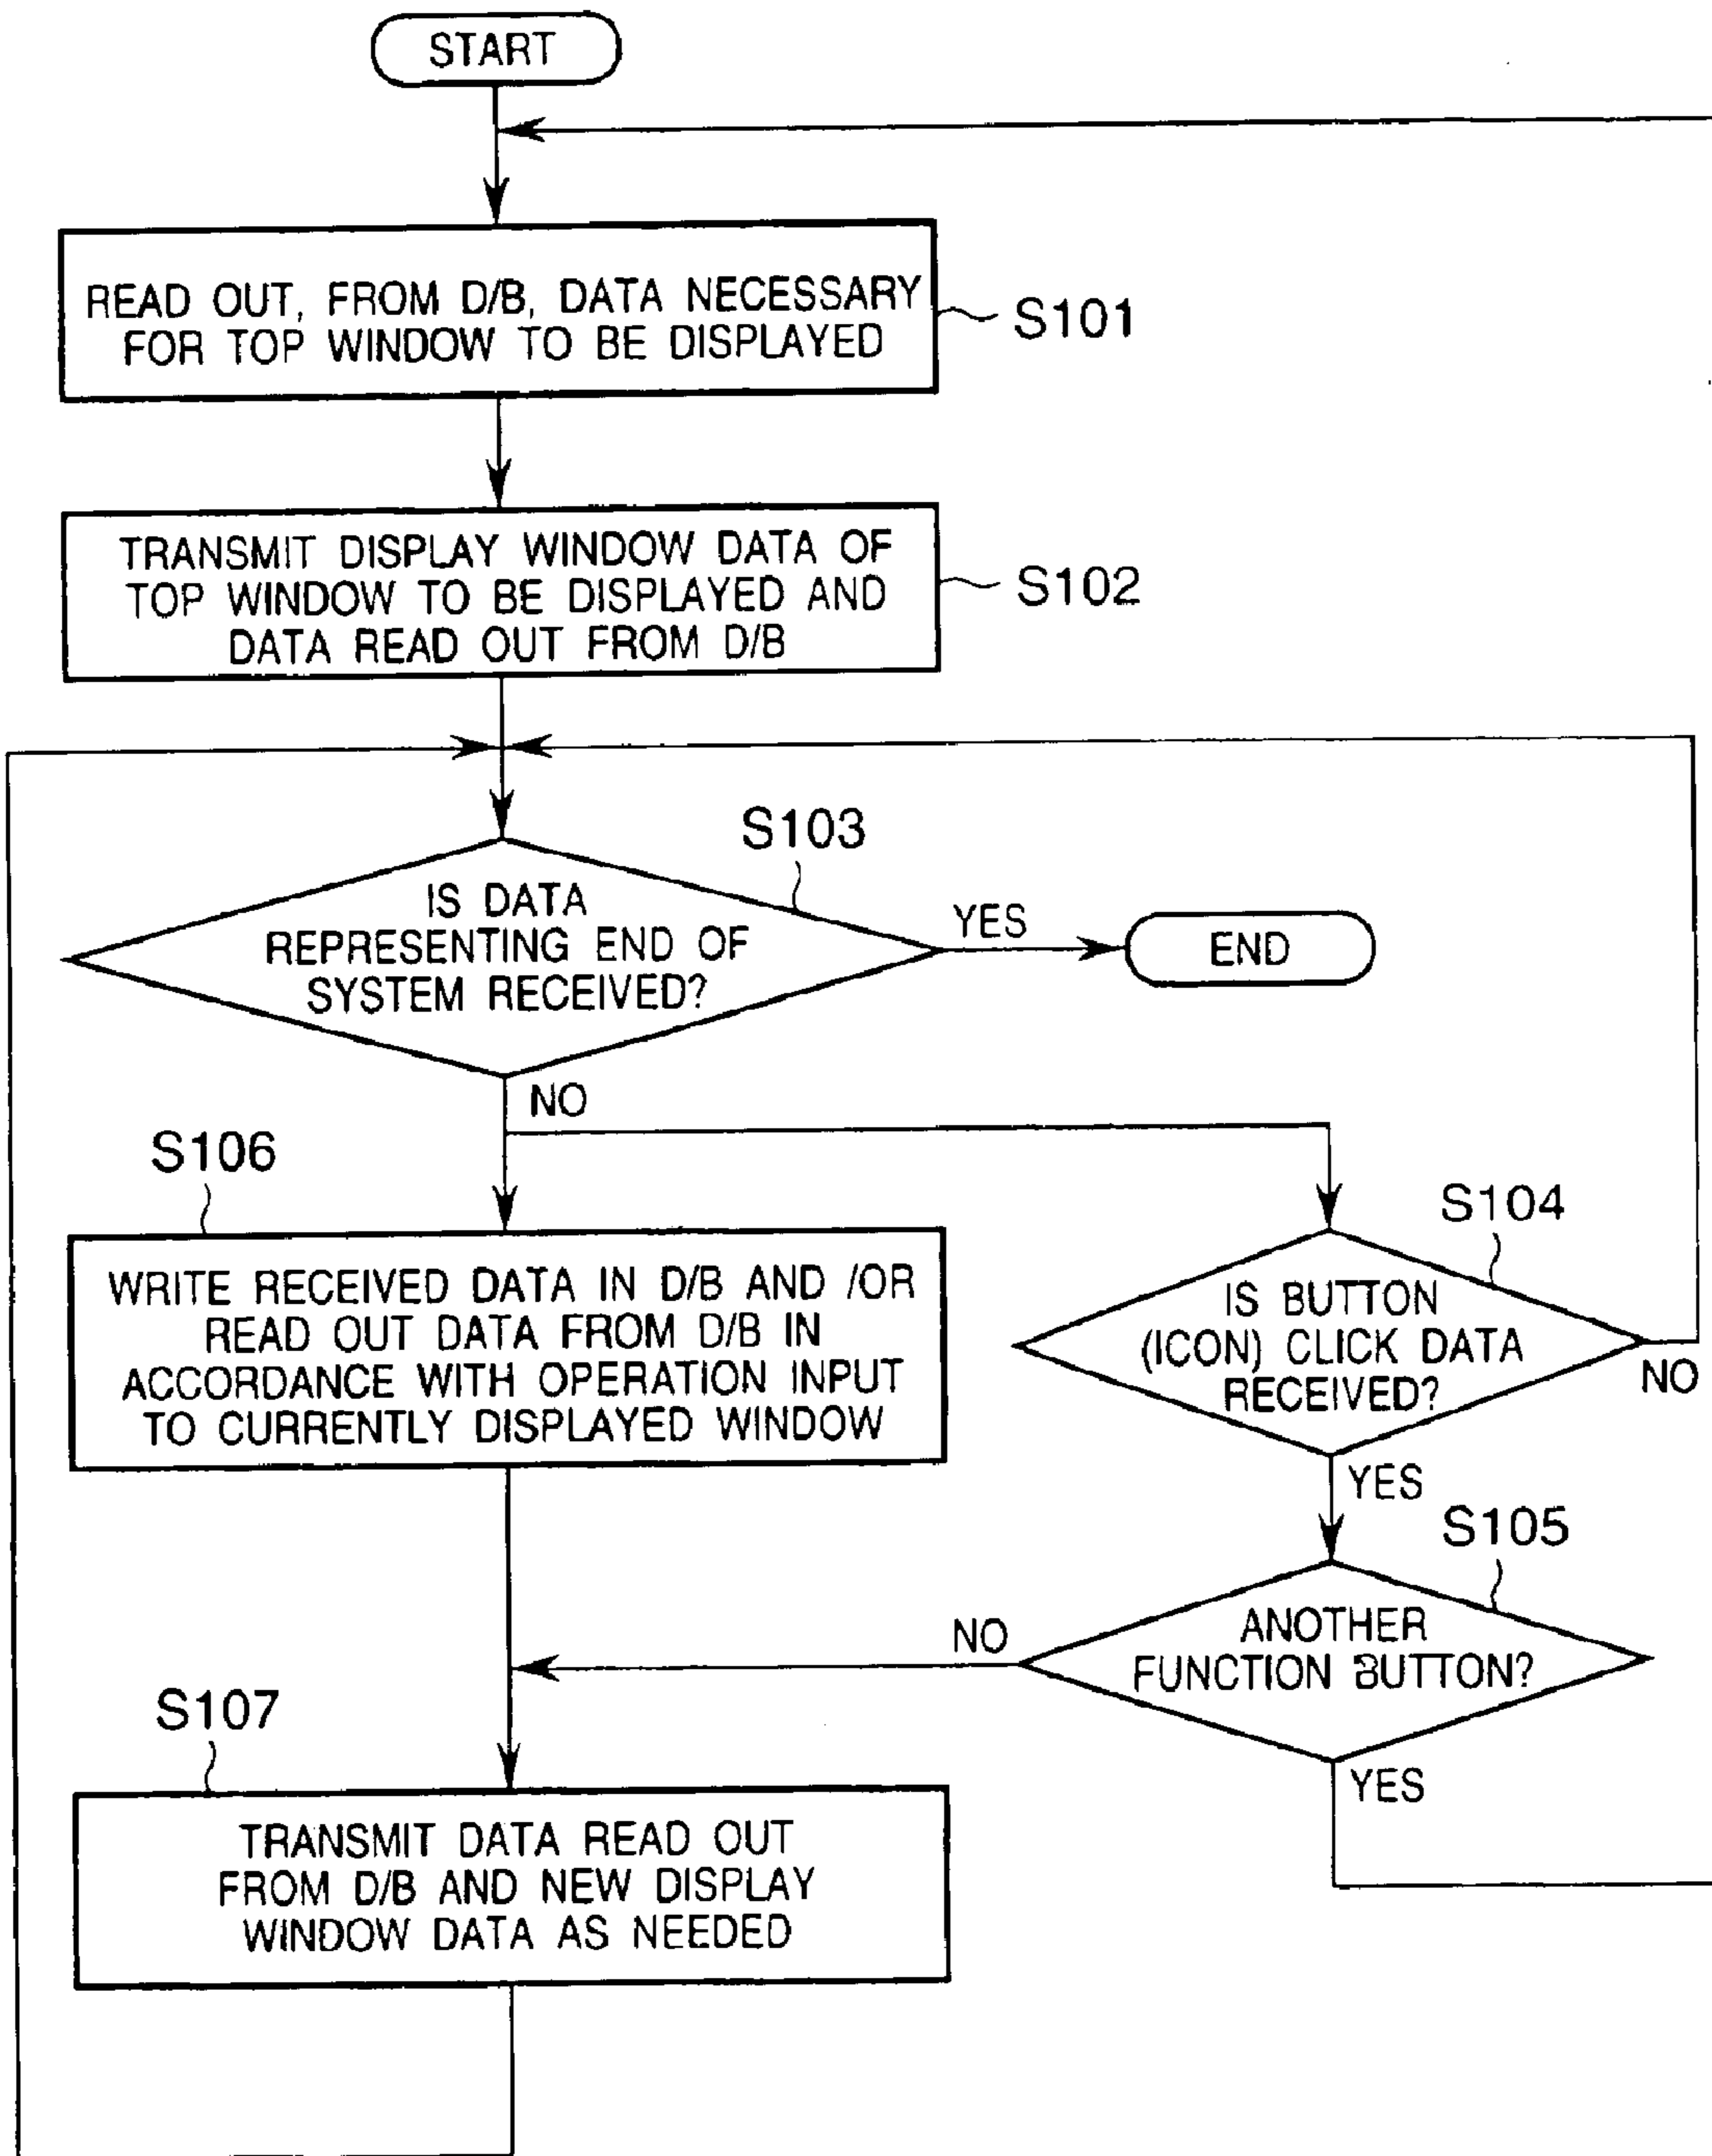 START
READ OUT, FROM D/B, DATA NECESSARY
FOR TOP WINDOW TO BE DISPLAYED
S101
TRANSMIT DISPLAY WINDOW DATA OF
TOP WINDOW TO BE DISPLAYED AND
DATA READ OUT FROM D/B
S102
S103
IS DATA
REPRESENTING END OF
SYSTEM RECEIVED?
YES
END
NO
S106
WRITE RECEIVED DATA IN D/B AND /OR
READ OUT DATA FROM D/B IN
ACCORDANCE WITH OPERATION INPUT
TO CURRENTLY DISPLAYED WINDOW
S104
IS BUTTON
(ICON) CLICK DATA
RECEIVED?
NO
YES
S105
ANOTHER
FUNCTION BUTTON?
NO
YES
S107
TRANSMIT DATA READ OUT
FROM D/B AND NEW DISPLAY
WINDOW DATA AS NEEDED